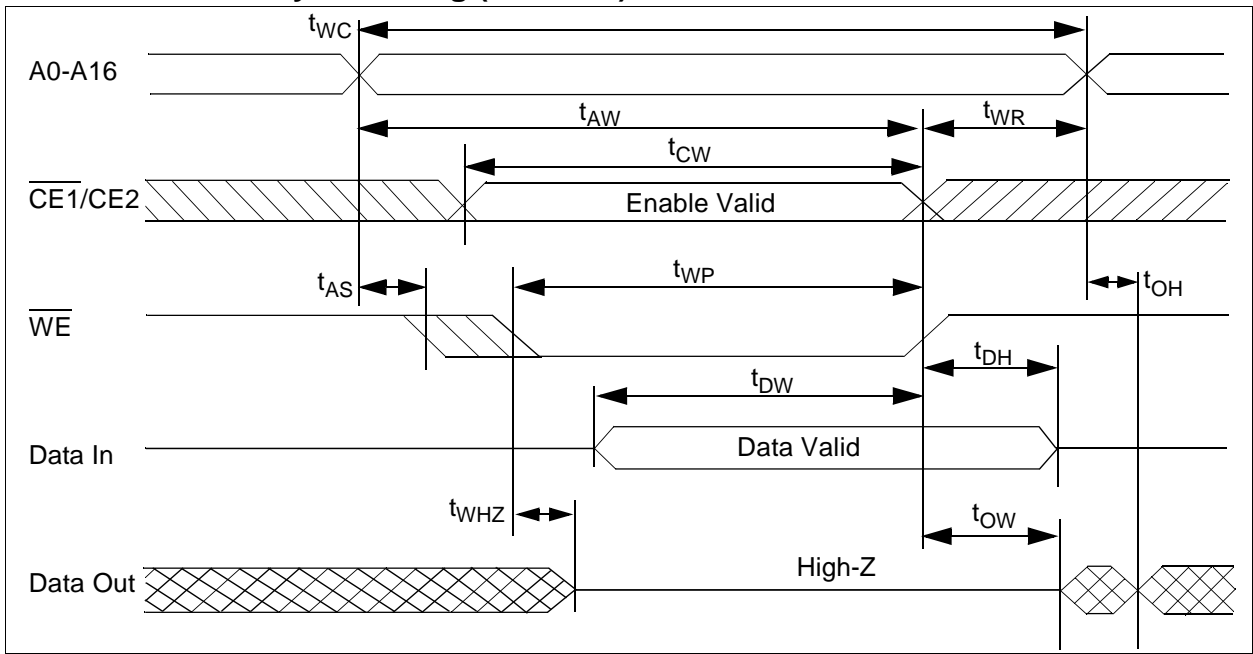 tWC
A0-A16
tAW
tWR
tCW
CE1/CE2
Enable Valid
tAS
tWP
tOH
WE
tDH
tDW
Data In
Data Valid
tWHZ
tOW
Data Out
High-Z